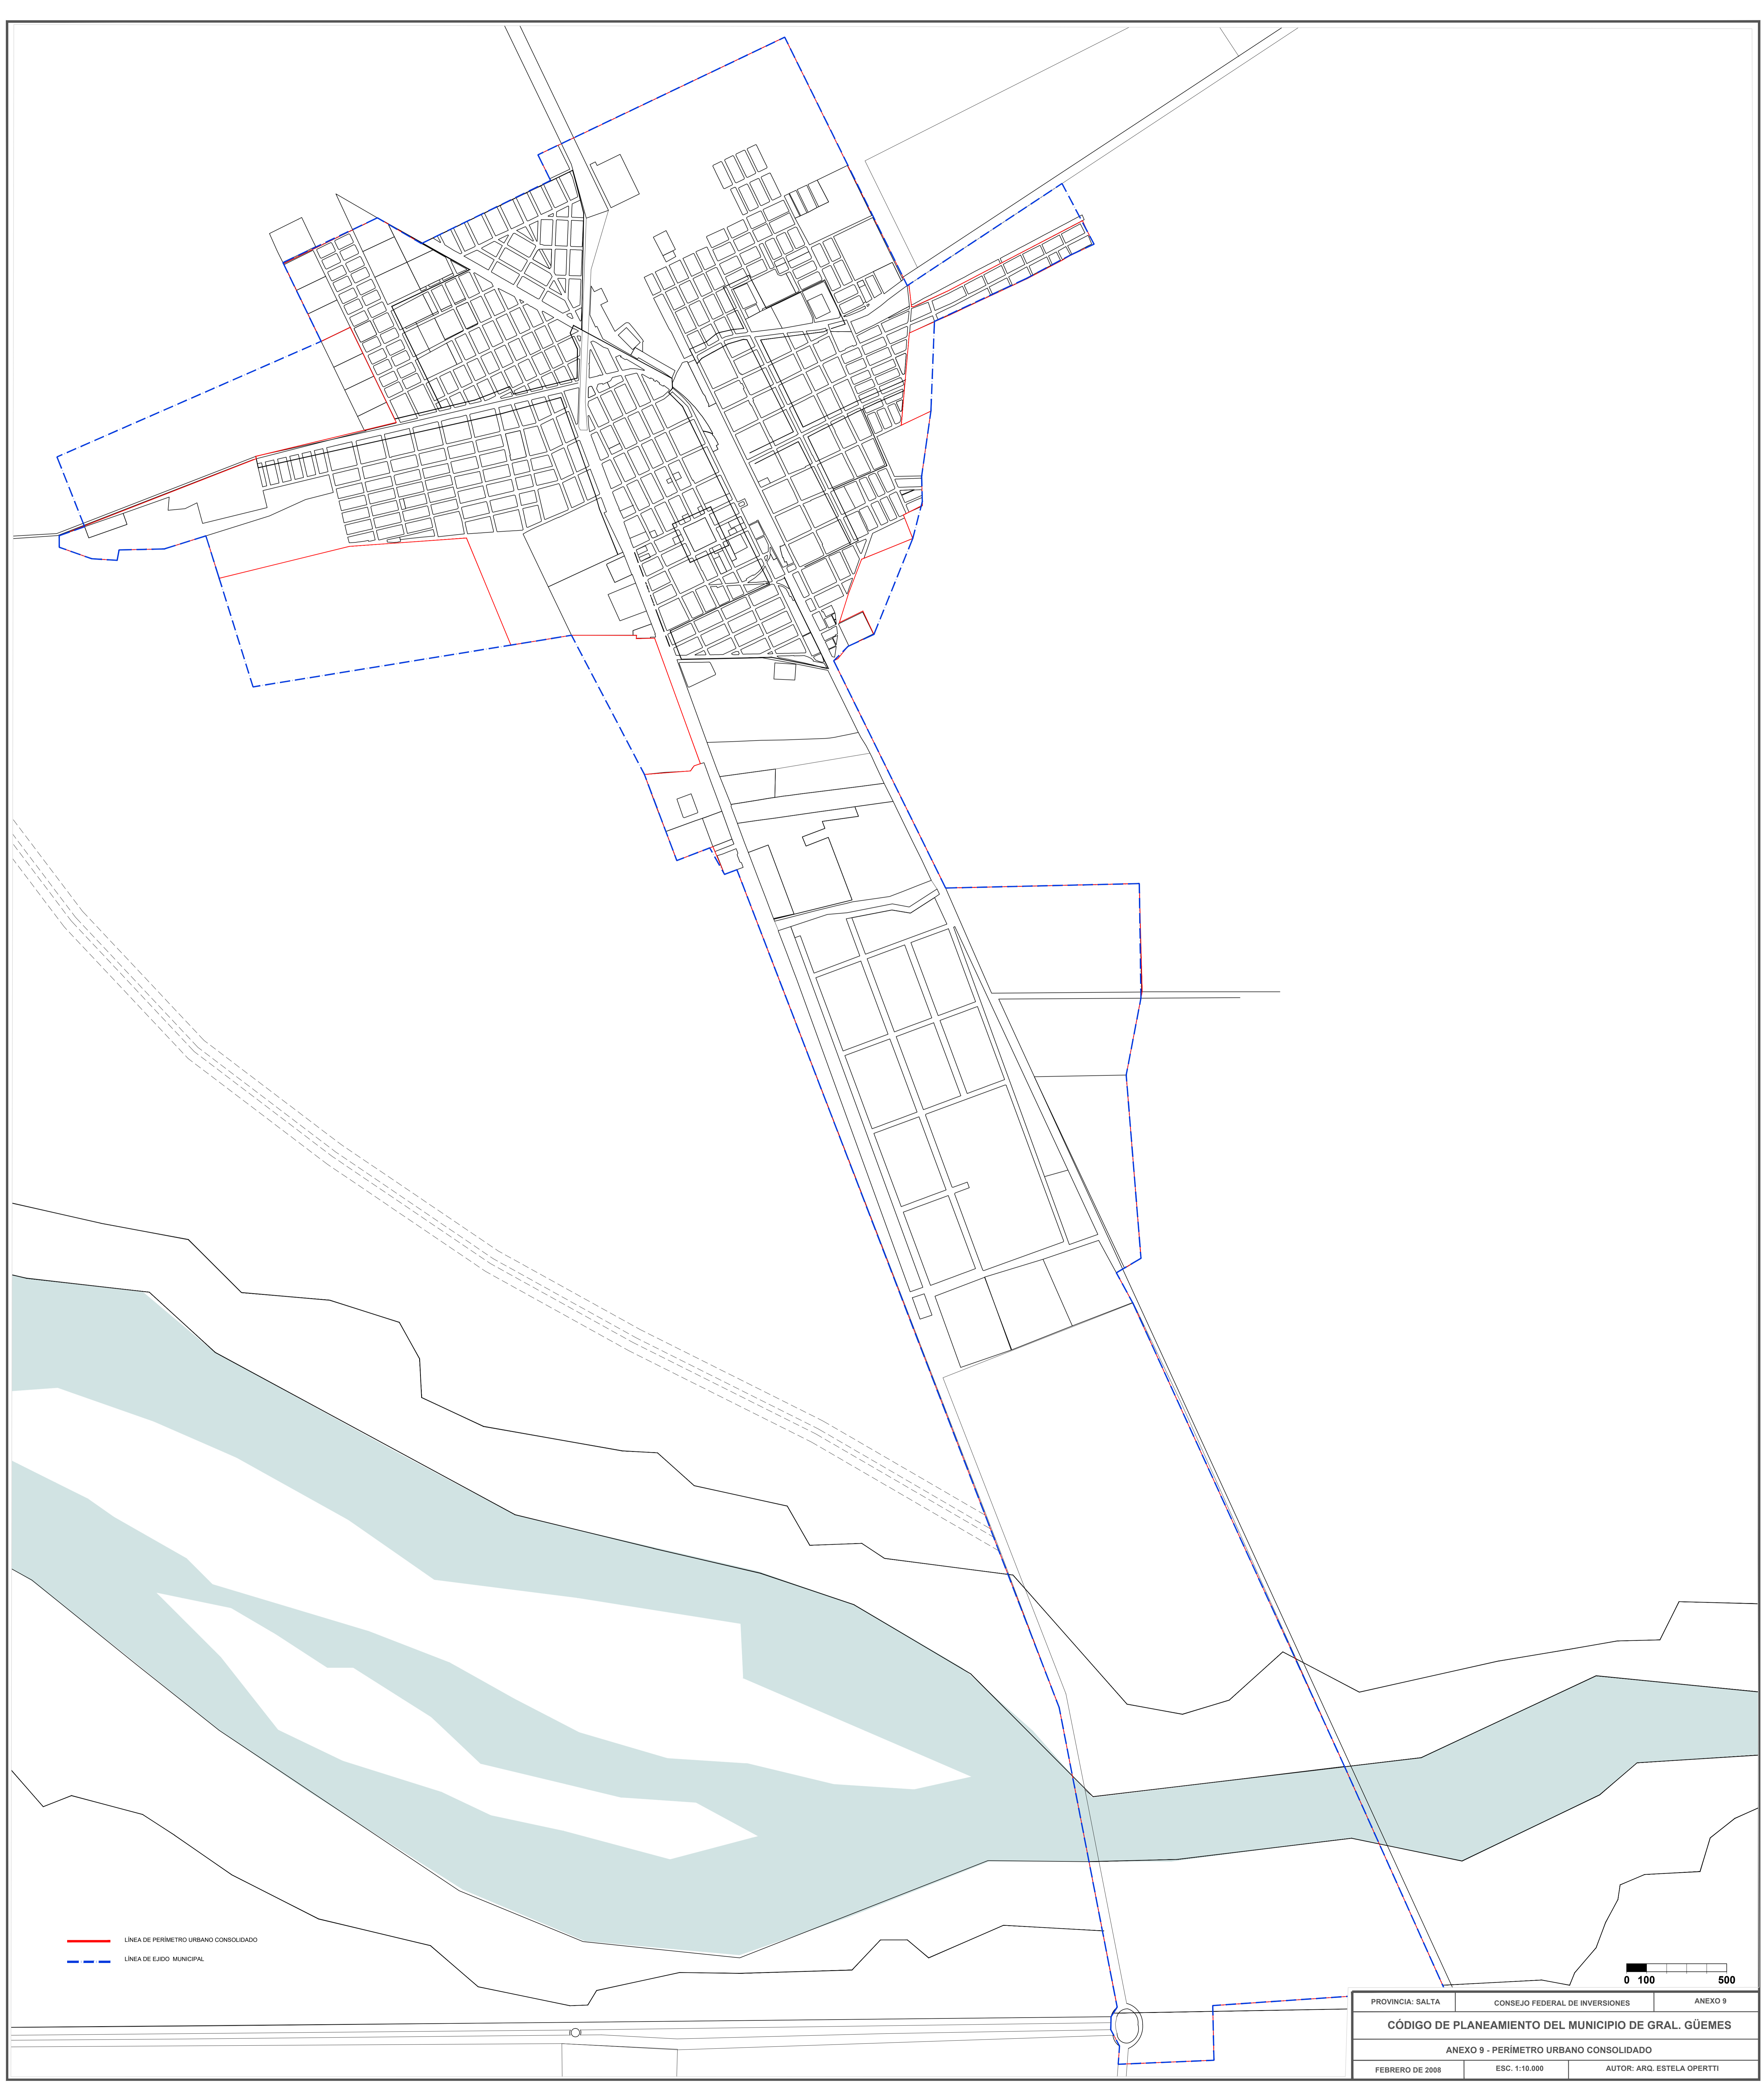 LÍNEA DE PERÍMETRO URBANO CONSOLIDADO
LÍNEA DE EJIDO MUNICIPAL
0 100 500
PROVINCIA: SALTA CONSEJO FEDERAL DE INVERSIONES ANEXO 9
CÓDIGO DE PLANEAMIENTO DEL MUNICIPIO DE GRAL. GÜEMES
ANEXO 9 - PERÍMETRO URBANO CONSOLIDADO
FEBRERO DE 2008 ESC. 1:10.000 AUTOR: ARQ. ESTELA OPERTTI